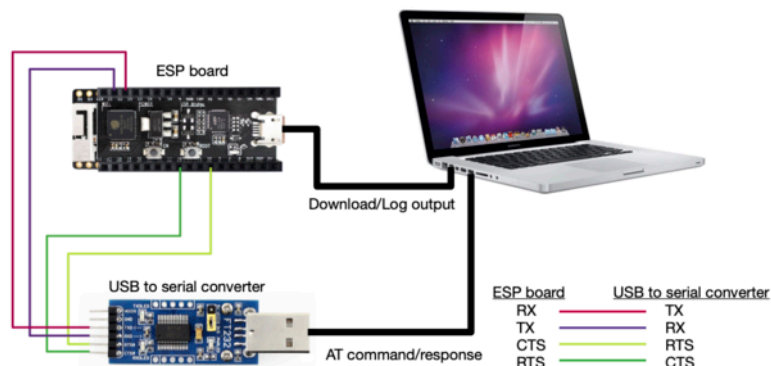 ESP board
Download/Log output
USB to serial converter
FT232
AT command/response
ESP board USB to serial converter
RX TX
TX RX
CTS RTS
RTS CTS